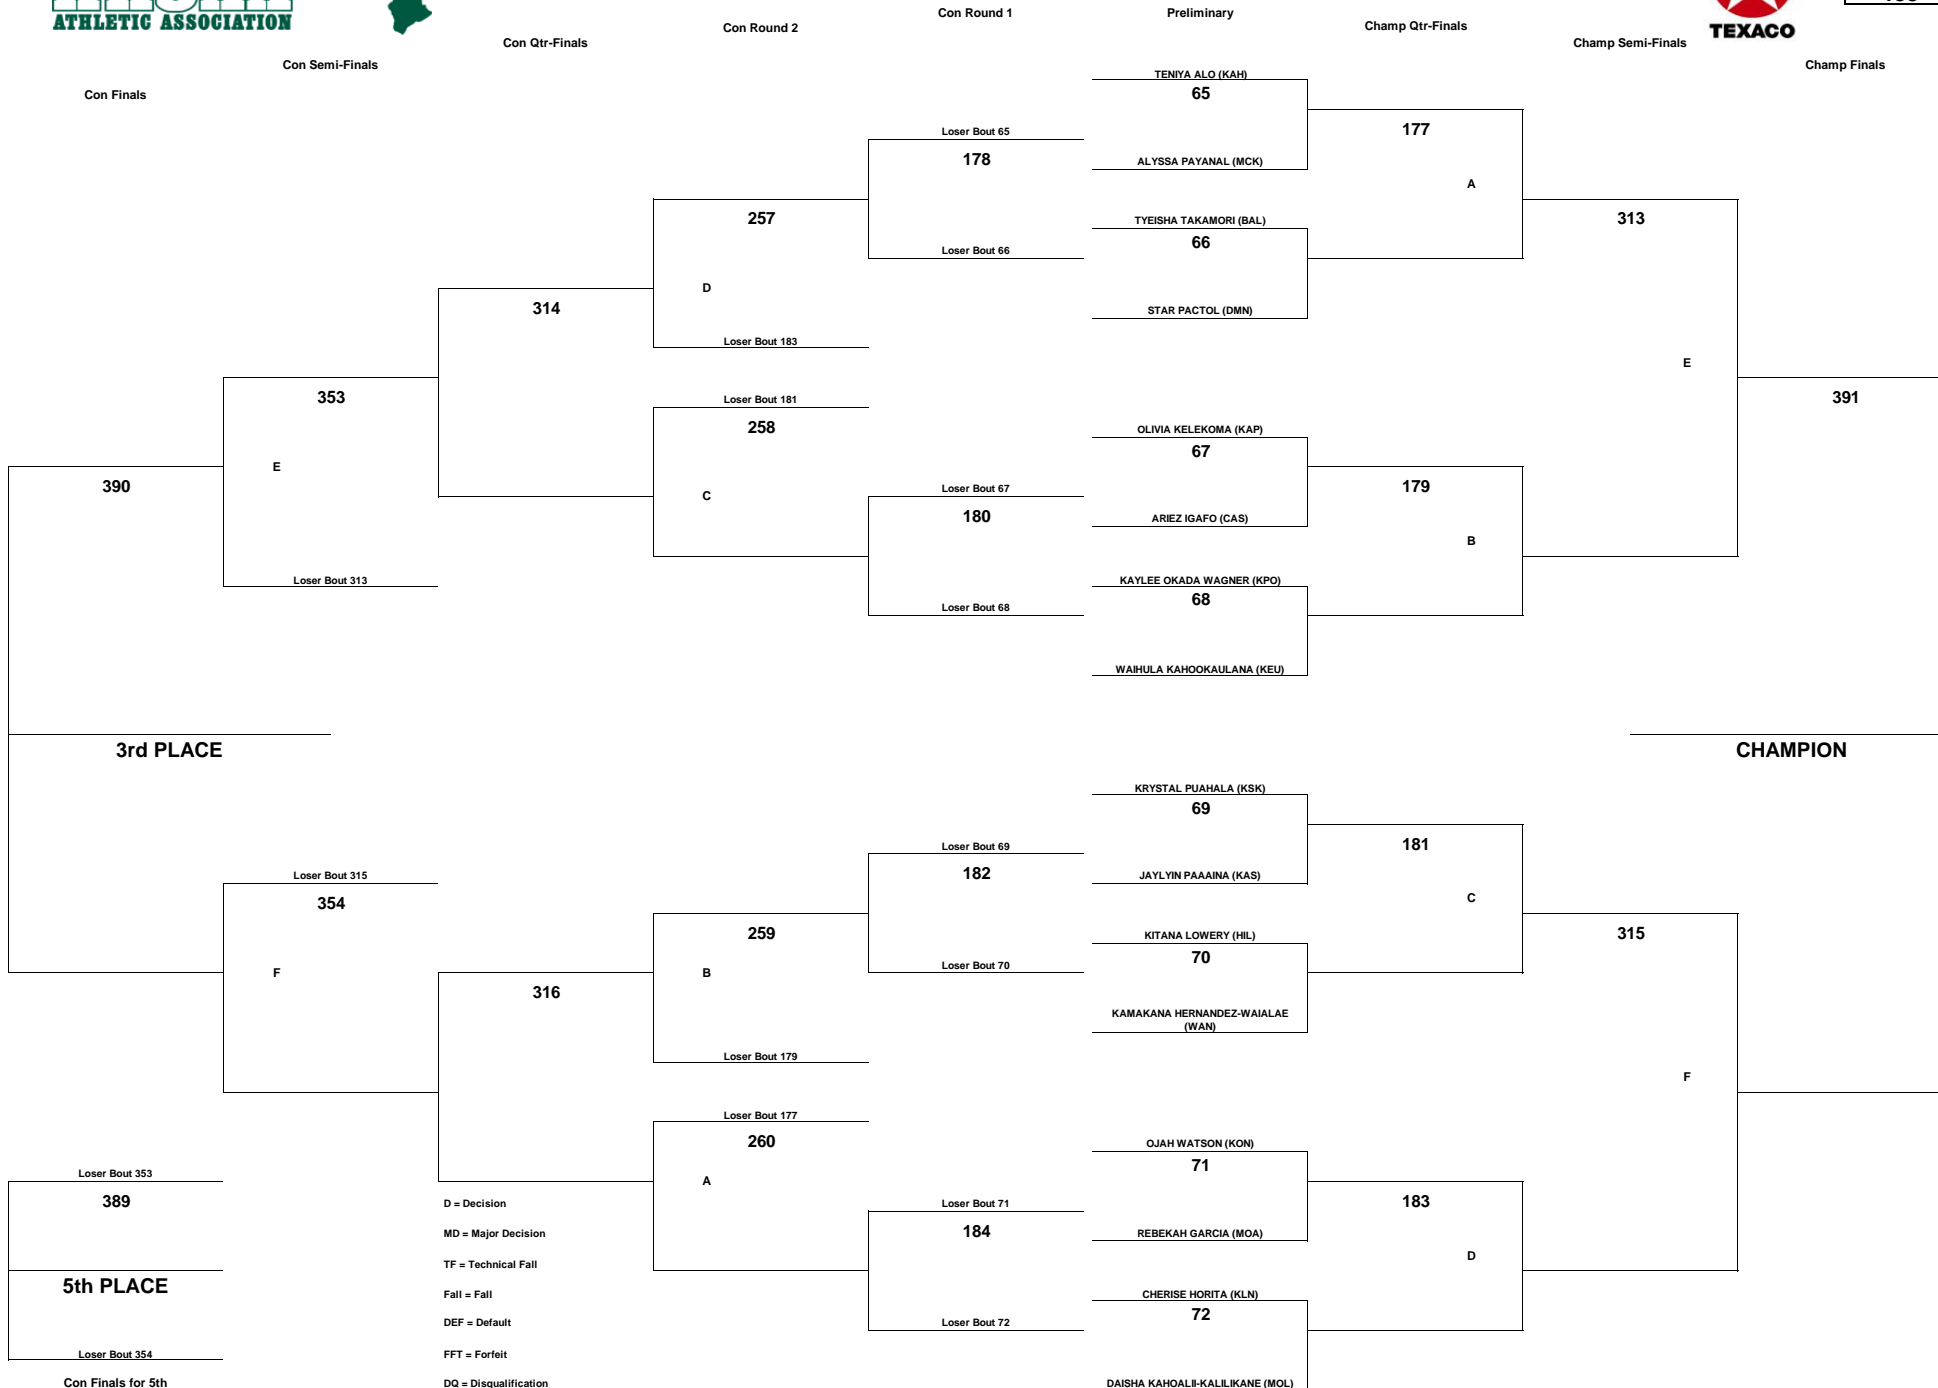 ATHLETIC ASSOCIATION
TEXACO
Con Finals
Con Semi-Finals
Con Qtr-Finals
Con Round 2
Con Round 1
Preliminary
Champ Qtr-Finals
Champ Semi-Finals
Champ Finals
TENIYA ALO (KAH)
65
ALYSSA PAYANAL (MCK)
TYEISHA TAKAMORI (BAL)
66
STAR PACTOL (DMN)
OLIVIA KELEKOMA (KAP)
67
ARIEZ IGAFO (CAS)
KAYLEE OKADA WAGNER (KPO)
68
WAIHULA KAHOOKAULANA (KEU)
KRYSTAL PUAHALA (KSK)
69
JAYLYIN PAAAINA (KAS)
KITANA LOWERY (HIL)
70
KAMAKANA HERNANDEZ-WAIALAE
(WAN)
OJAH WATSON (KON)
71
REBEKAH GARCIA (MOA)
CHERISE HORITA (KLN)
72
DAISHA KAHOALII-KALILIKANE (MOL)
177
A
179
B
181
C
183
D
313
E
315
F
391
CHAMPION
Loser Bout 65
178
Loser Bout 66
Loser Bout 67
180
Loser Bout 68
Loser Bout 69
182
Loser Bout 70
Loser Bout 71
184
Loser Bout 72
257
D
Loser Bout 183
Loser Bout 181
258
C
259
B
Loser Bout 179
Loser Bout 177
260
A
314
316
353
E
Loser Bout 313
Loser Bout 315
354
F
390
3rd PLACE
Loser Bout 353
389
5th PLACE
Loser Bout 354
Con Finals for 5th
D = Decision
MD = Major Decision
TF = Technical Fall
Fall = Fall
DEF = Default
FFT = Forfeit
DQ = Disqualification